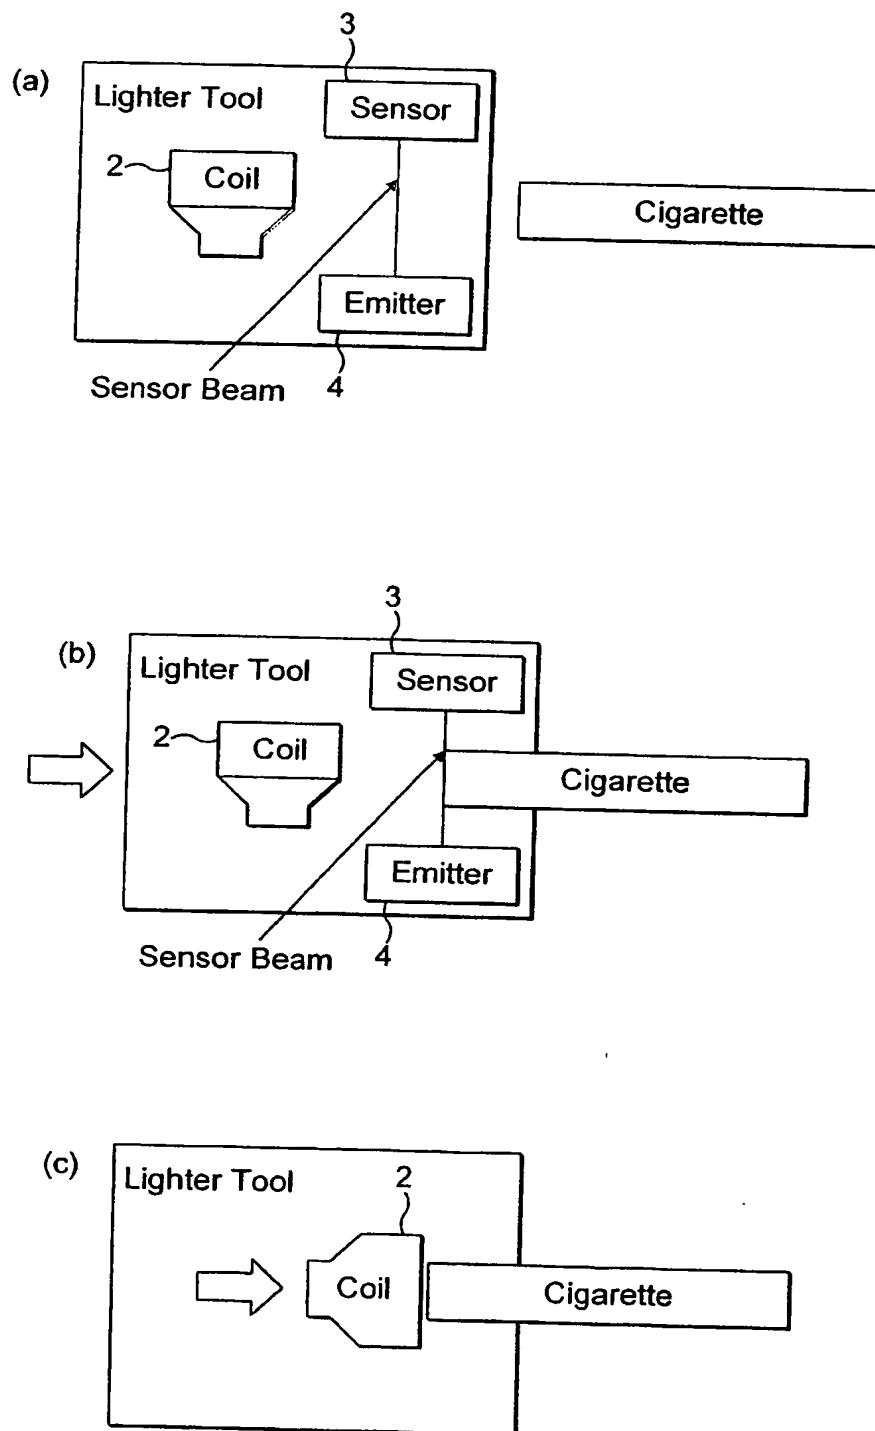 3
(a)
Lighter Tool
Sensor
2
Coil
Cigarette
Emitter
Sensor Beam
4
3
(b)
Lighter Tool
Sensor
2
Coil
Cigarette
Emitter
Sensor Beam
4
(c)
Lighter Tool
2
Coil
Cigarette